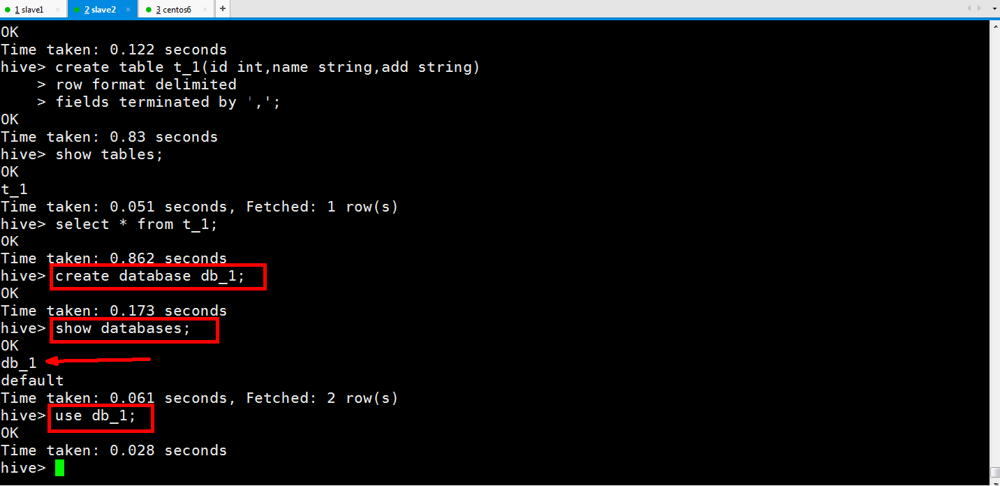 1 slave1 × 2 slave2 × 3 centos6 × +
OK
Time taken: 0.122 seconds
hive> create table t_1(id int,name string,add string)
    > row format delimited
    > fields terminated by ',';
OK
Time taken: 0.83 seconds
hive> show tables;
OK
t_1
Time taken: 0.051 seconds, Fetched: 1 row(s)
hive> select * from t_1;
OK
Time taken: 0.862 seconds
hive> create database db_1;
OK
Time taken: 0.173 seconds
hive> show databases;
OK
db_1
default
Time taken: 0.061 seconds, Fetched: 2 row(s)
hive> use db_1;
OK
Time taken: 0.028 seconds
hive>